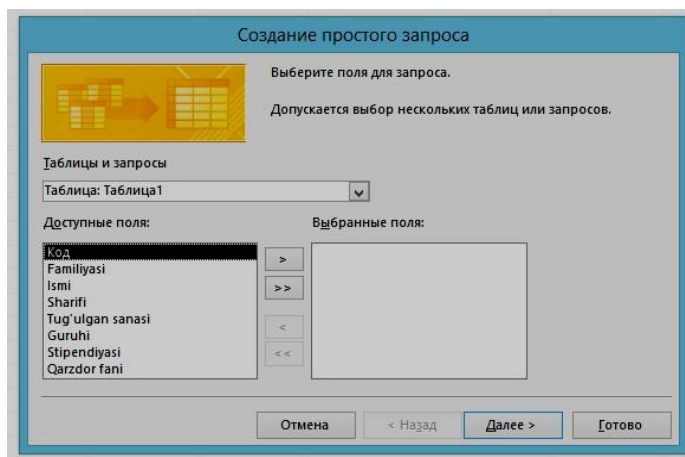 Создание простого запроса
Выберите поля для запроса.
Допускается выбор нескольких таблиц или запросов.
Таблицы и запросы
Таблица: Таблица1
Доступные поля:
Выбранные поля:
Код
Familiyasi
Ismi
Sharifi
Tug'ulgan sanasi
Guruhi
Stipendiyasi
Qarzdor fani
>
>>
<
<<
Отмена
< Назад
Далее >
Готово